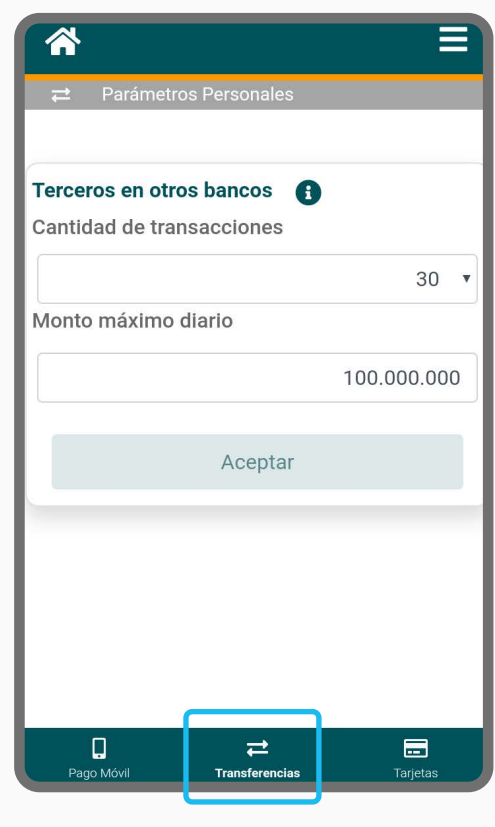 Parámetros Personales
Terceros en otros bancos
Cantidad de transacciones
30
Monto máximo diario
100.000.000
Aceptar
Pago Móvil Transferencias Tarjetas